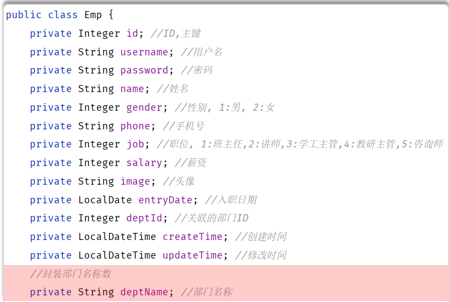 public class Emp {
private Integer id; //ID,主键
private String username; //用户名
private String password; //密码
private String name; //姓名
private Integer gender; //性别, 1:男, 2:女
private String phone; //手机号
private Integer job; //职位, 1:班主任,2:讲师,3:学工主管,4:教研主管,5:咨询师
private Integer salary; //薪资
private String image; //头像
private LocalDate entryDate; //入职日期
private Integer deptId; //关联的部门ID
private LocalDateTime createTime; //创建时间
private LocalDateTime updateTime; //修改时间
//封装部门名称数
private String deptName; //部门名称